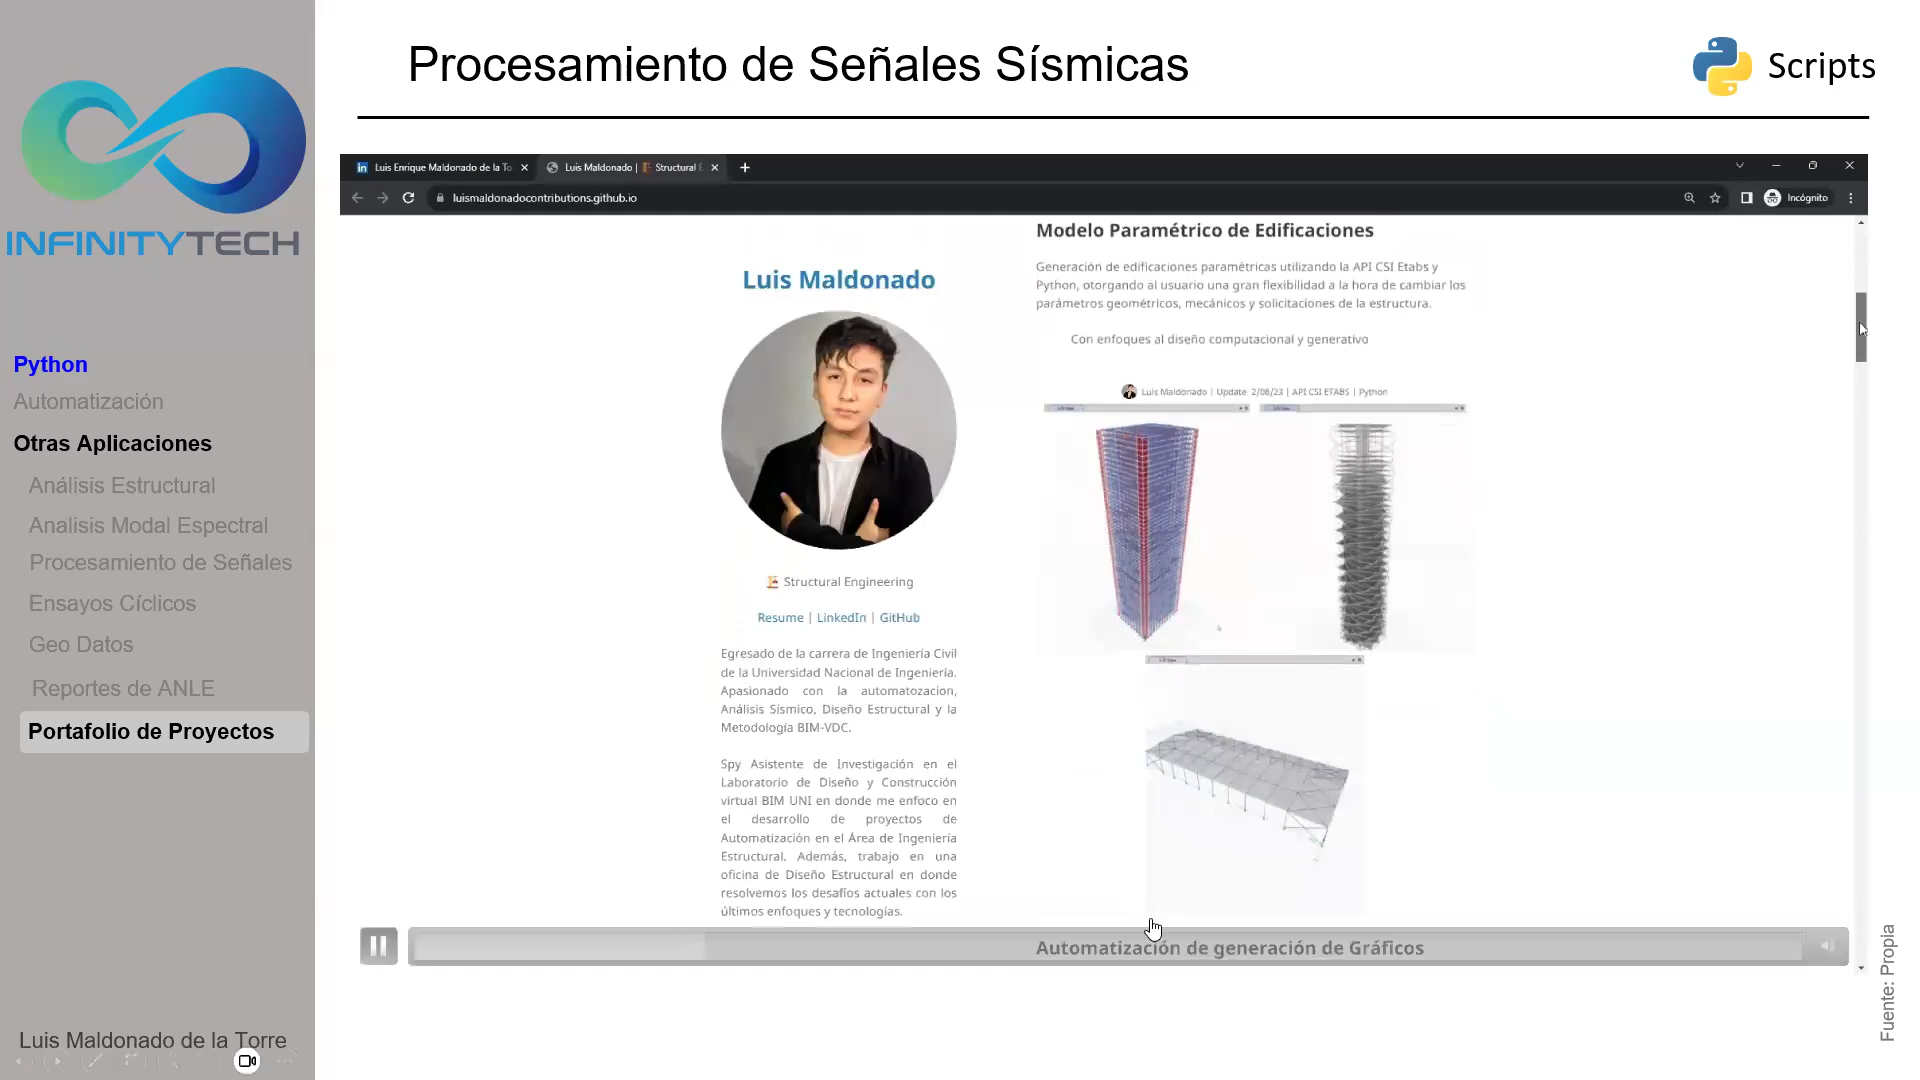 Procesamiento de Señales Sísmicas
Scripts
INFINITYTECH
Python
Automatización
Otras Aplicaciones
Análisis Estructural
Analisis Modal Espectral
Procesamiento de Señales
Ensayos Cíclicos
Geo Datos
Reportes de ANLE
Portafolio de Proyectos
Luis Maldonado de la Torre
Luis Enrique Maldonado de la To
Luis Maldonado | Structural E
luismaldonadocontributions.github.io
Incógnito
Luis Maldonado
Structural Engineering
Resume | LinkedIn | GitHub
Egresado de la carrera de Ingeniería Civil
de la Universidad Nacional de Ingeniería.
Apasionado con la automatozacion,
Análisis Sísmico, Diseño Estructural y la
Metodología BIM-VDC.
Spy Asistente de Investigación en el
Laboratorio de Diseño y Construcción
virtual BIM UNI en donde me enfoco en
el desarrollo de proyectos de
Automatización en el Área de Ingeniería
Estructural. Además, trabajo en una
oficina de Diseño Estructural en donde
resolvemos los desafíos actuales con los
últimos enfoques y tecnologías.
Modelo Paramétrico de Edificaciones
Generación de edificaciones paramétricas utilizando la API CSI Etabs y
Python, otorgando al usuario una gran flexibilidad a la hora de cambiar los
parámetros geométricos, mecánicos y solicitaciones de la estructura.
Con enfoques al diseño computacional y generativo
Luis Maldonado | Update 2/08/23 | API CSI ETABS | Python
Automatización de generación de Gráficos
Fuente: Propia